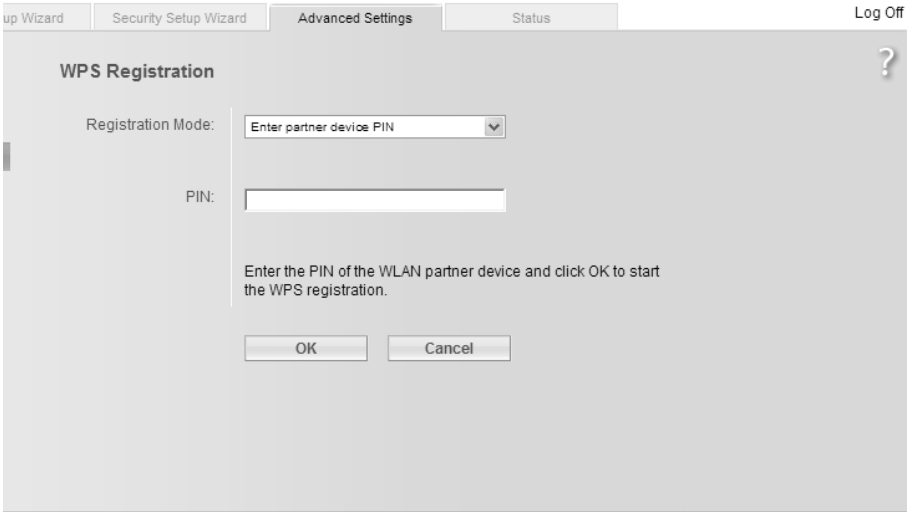 up Wizard
Security Setup Wizard
Advanced Settings
Status
Log Off
WPS Registration
?
Registration Mode:
Enter partner device PIN
PIN:
Enter the PIN of the WLAN partner device and click OK to start
the WPS registration.
OK
Cancel